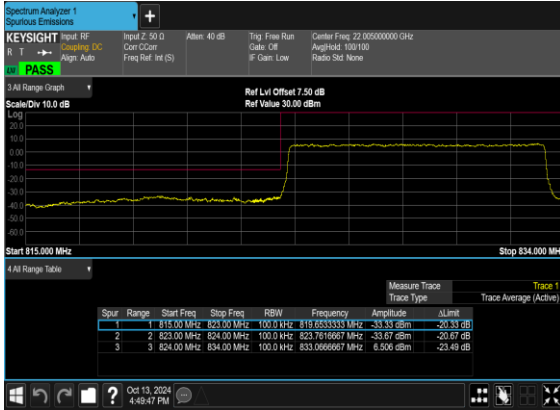 Spectrum Analyzer 1
Spurious Emissions
KEYSIGHT Input: RF Input Z: 50 Ω Atten: 40 dB Trig: Free Run Center Freq: 22.005000000 GHz
R T Coupling: DC Corr CCorr Gate: Off Avg|Hold: 100/100
Align: Auto Freq Ref: Int (S) IF Gain: Low Radio Std: None
PASS
3 All Range Graph
Ref Lvl Offset 7.50 dB
Scale/Div 10.0 dB Ref Value 30.00 dBm
Log
20.0
10.0
0.00
-10.0
-20.0
-30.0
-40.0
-50.0
-60.0
Start 815.000 MHz Stop 834.000 MH
4 All Range Table
Measure Trace Trace 1
Trace Type Trace Average (Active)
Spur Range Start Freq Stop Freq RBW Frequency Amplitude ΔLimit
1 1 815.00 MHz 823.00 MHz 100.0 kHz 819.6533333 MHz -33.33 dBm -20.33 dB
2 2 823.00 MHz 824.00 MHz 100.0 kHz 823.7616667 MHz -33.67 dBm -20.67 dB
3 3 824.00 MHz 834.00 MHz 100.0 kHz 833.0666667 MHz 6.506 dBm -23.49 dB
Oct 13, 2024
4:49:47 PM